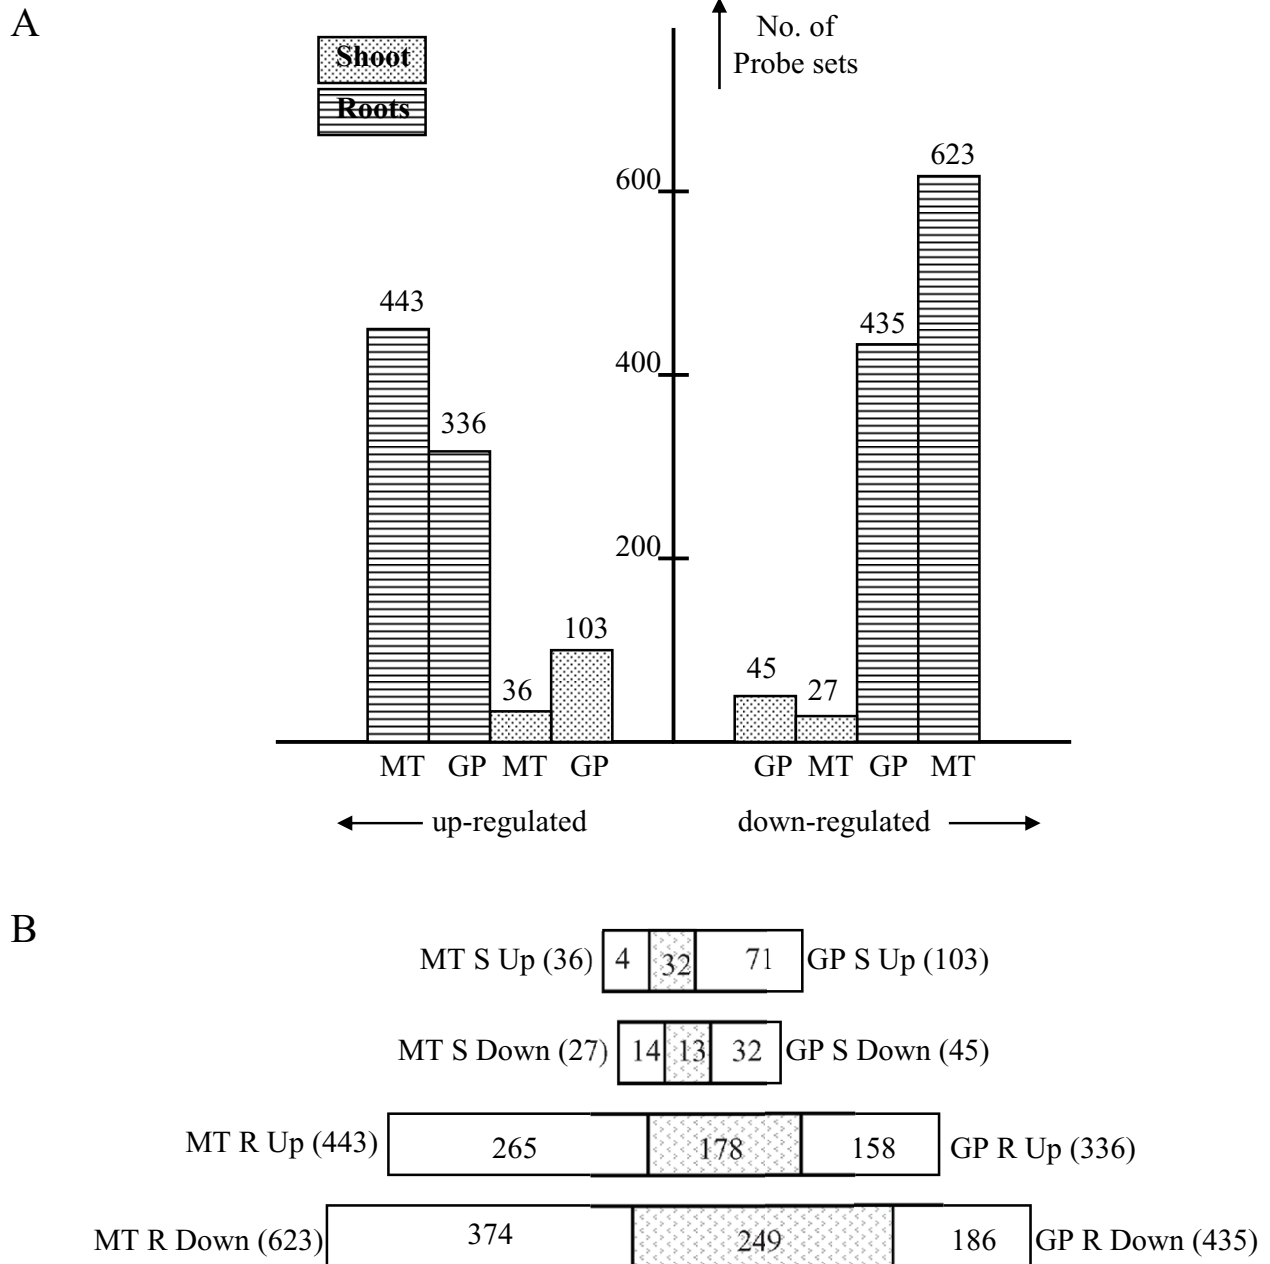 A
Shoot
Roots
No. of
Probe sets
600
400
200
443
336
36
103
45
27
435
623
MT GP MT GP
GP MT GP MT
up-regulated
down-regulated
B
MT S Up (36) 4 32 71 GP S Up (103)
MT S Down (27) 14 13 32 GP S Down (45)
MT R Up (443) 265 178 158 GP R Up (336)
MT R Down (623) 374 249 186 GP R Down (435)